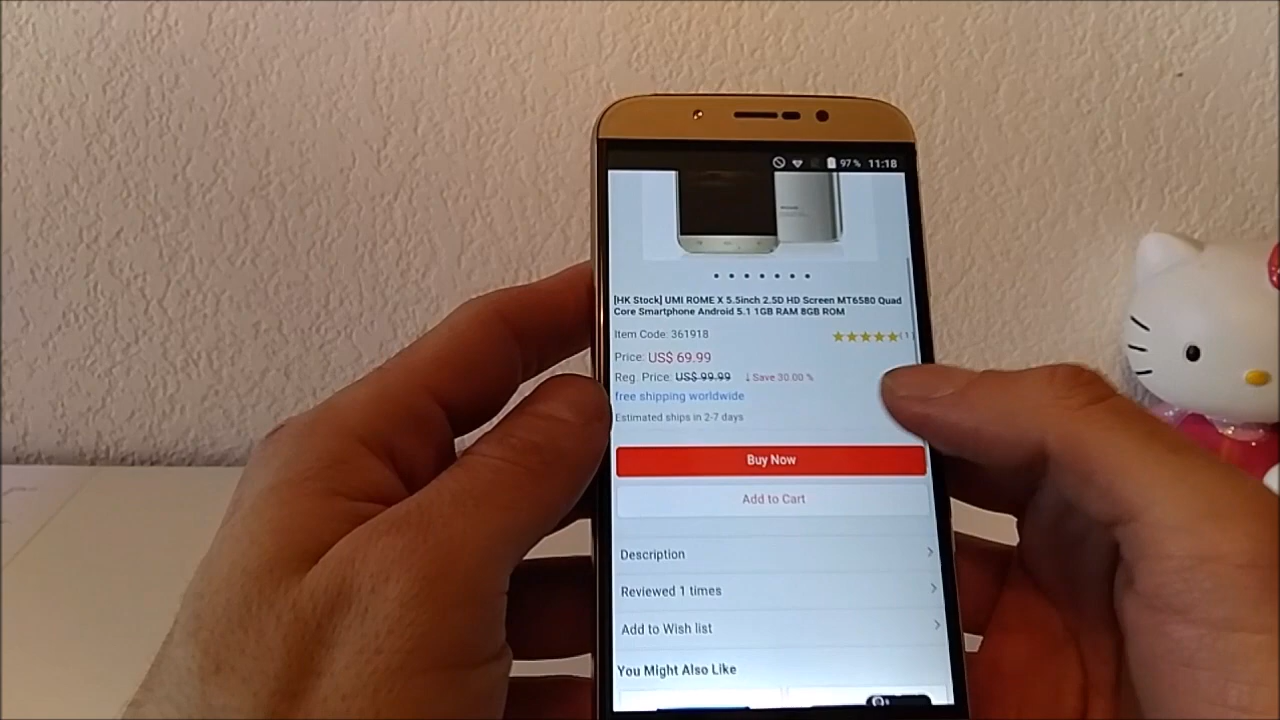 97% 11:18
[HK Stock] UMI ROME X 5.5inch 2.5D HD Screen MT6580 Quad
Core Smartphone Android 5.1 1GB RAM 8GB ROM
Item Code: 361918
(1)
Price: US$ 69.99
Reg. Price: US$ 99.99 ↓Save 30.00 %
free shipping worldwide
Estimated ships in 2-7 days
Buy Now
Add to Cart
Description
Reviewed 1 times
Add to Wish list
You Might Also Like